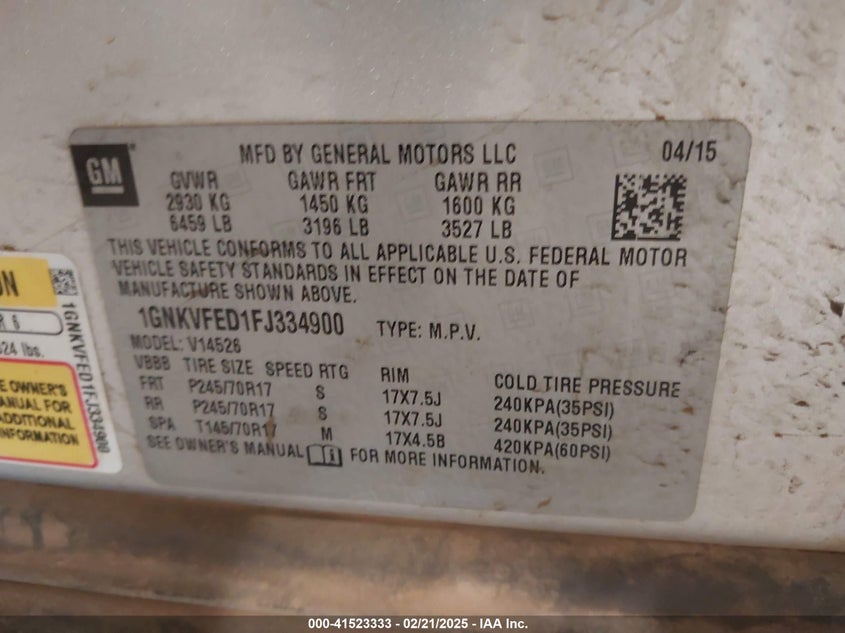 GM
MFD BY GENERAL MOTORS LLC 04/15
GVWR GAWR FRT GAWR RR
2930 KG 1450 KG 1600 KG
6459 LB 3196 LB 3527 LB
THIS VEHICLE CONFORMS TO ALL APPLICABLE U.S. FEDERAL MOTOR
VEHICLE SAFETY STANDARDS IN EFFECT ON THE DATE OF
MANUFACTURE SHOWN ABOVE.
1GNKVFED1FJ334900 TYPE: M.P.V.
MODEL: V14526
VBBB TIRE SIZE SPEED RTG RIM COLD TIRE PRESSURE
FRT P245/70R17 S 17X7.5J 240KPA(35PSI)
RR P245/70R17 S 17X7.5J 240KPA(35PSI)
SPA T145/70R17 M 17X4.5B 420KPA(60PSI)
SEE OWNER'S MANUAL FOR MORE INFORMATION.
ON
R 6
24 lbs.
E OWNER'S
MANUAL FOR
ADDITIONAL
INFORMATION
1GNKVFED1FJ334900
000-41523333 - 02/21/2025 - IAA Inc.